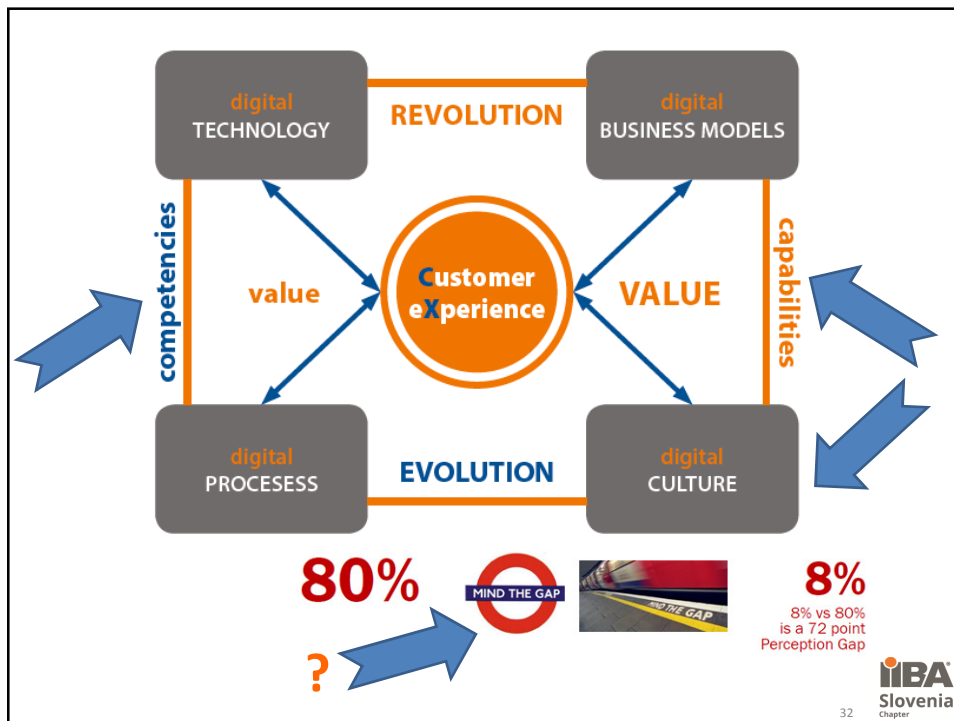 digital
TECHNOLOGY
REVOLUTION
digital
BUSINESS MODELS
competencies
value
Customer
eXperience
VALUE
capabilities
digital
PROCESESS
EVOLUTION
digital
CULTURE
80%
MIND THE GAP
MIND THE GAP
8%
8% vs 80%
is a 72 point
Perception Gap
?
iiBA
Slovenia
Chapter
32